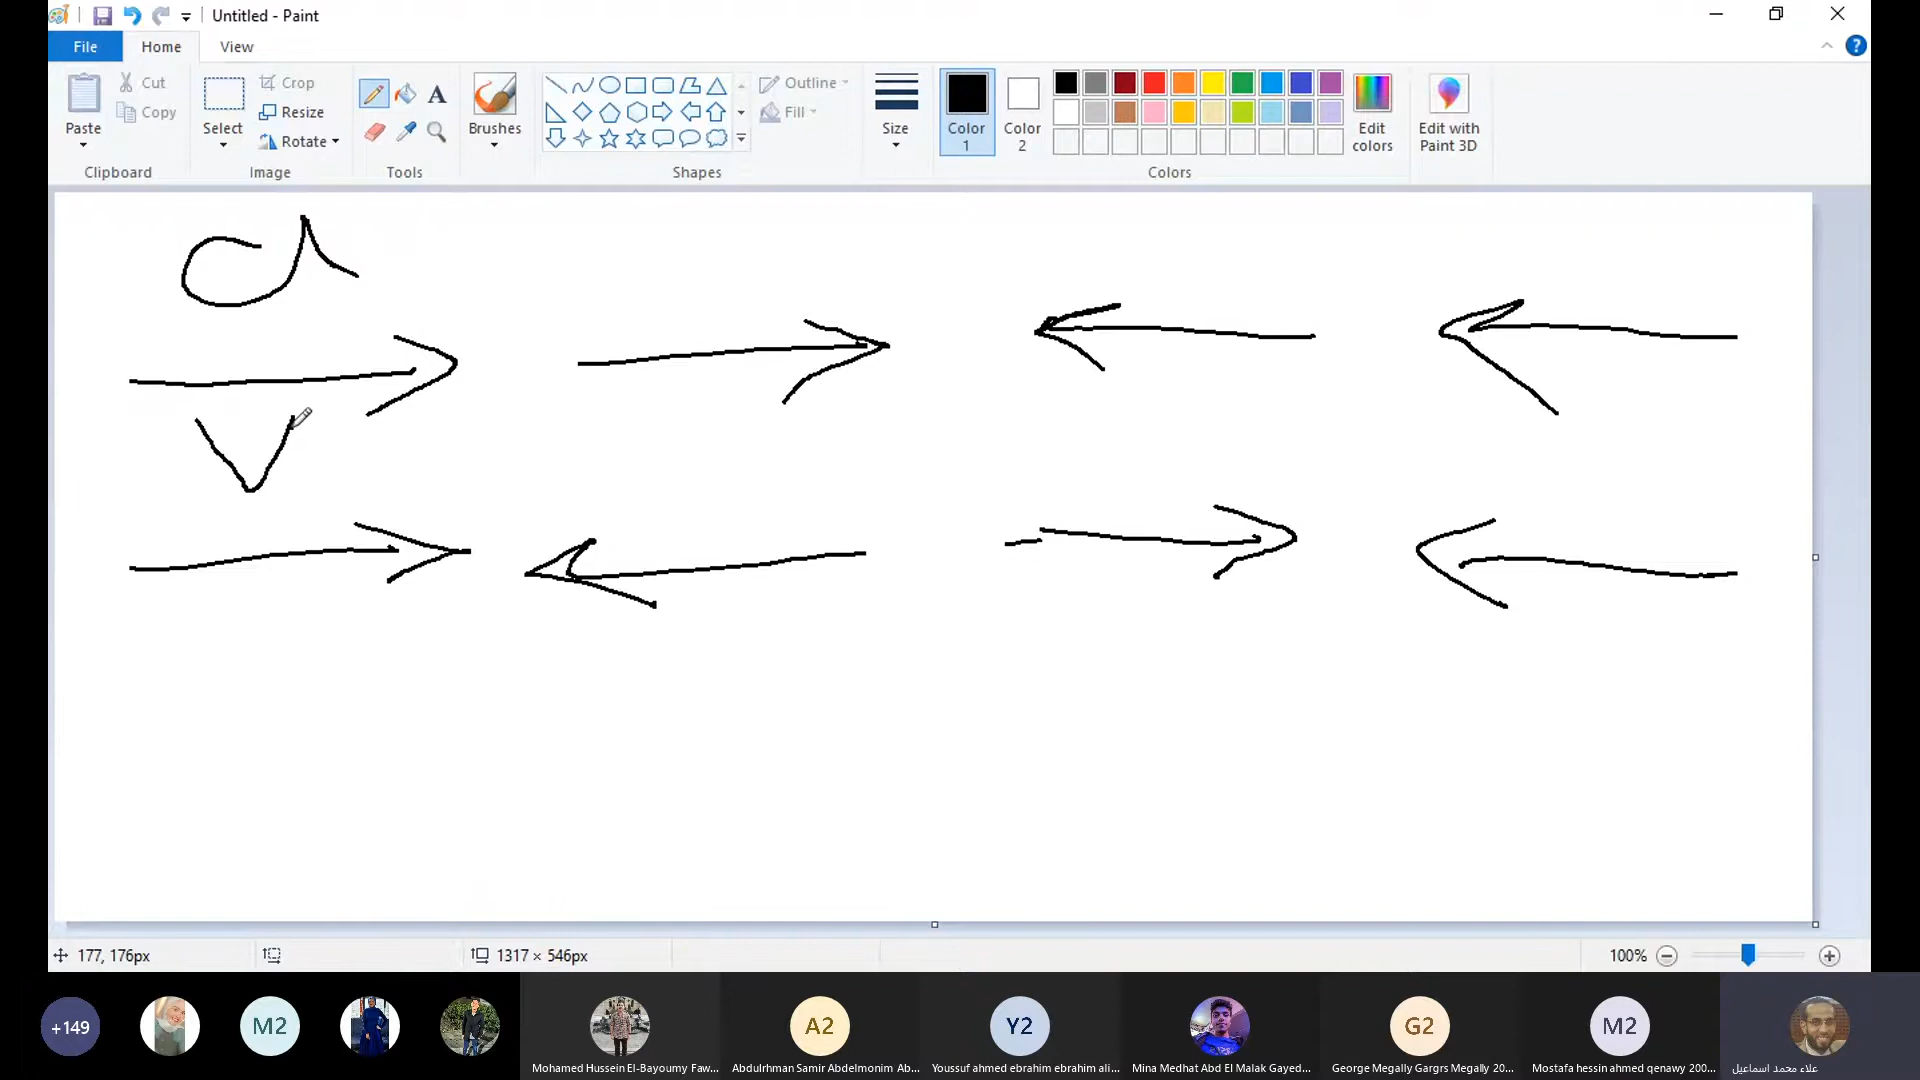 Untitled - Paint
File Home View
Paste
Cut
Copy
Clipboard
Select
Crop
Resize
Rotate
Image
A
Tools
Brushes
Shapes
Outline
Fill
Size
Color 1
Color 2
Edit colors
Colors
Edit with Paint 3D
V
177, 176px
1317 × 546px
100%
+149
M2
A2
Y2
G2
M2
Mohamed Hussein El-Bayoumy Faw...
Abdulrhman Samir Abdelmonim Ab...
Youssuf ahmed ebrahim ebrahim ali...
Mina Medhat Abd El Malak Gayed...
George Megally Gargrs Megally 20...
Mostafa hessin ahmed qenawy 200...
علاء محمد اسماعيل